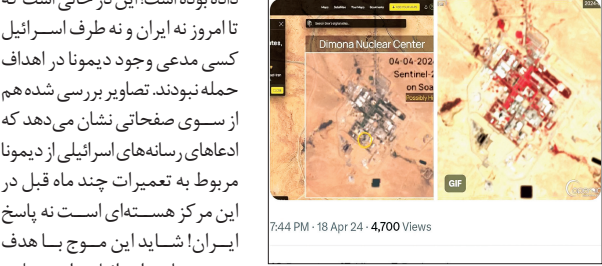 داده بوده است. این در حالی است که
تا امروز نه ایران و نه طرف اسرائیل
کسی مدعی وجود دیمونا در اهداف
حمله نبودند. تصاویر بررسی شده هم
از سوی صفحاتی نشان می‌دهد که
ادعاهای رسانه‌های اسرائیلی از دیمونا
مربوط به تعمیرات چند ماه قبل در
این مرکز هسته‌ای است نه پاسخ
ایران! شاید این موج با هدف
Dimona Nuclear Center
04-04-202
Sentinel-2
on Soa
Possibly Hi
GIF
7:44 PM · 18 Apr 24 · 4,700 Views